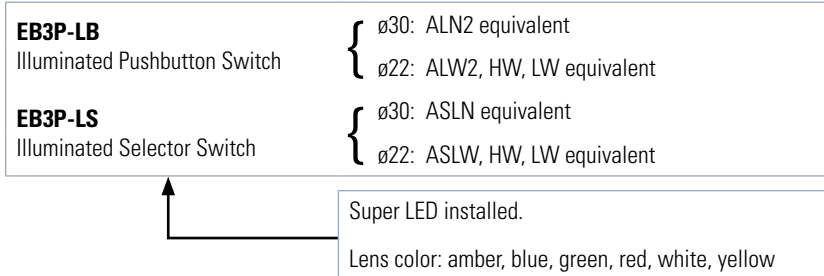 EB3P-LB
Illuminated Pushbutton Switch
ø30: ALN2 equivalent
ø22: ALW2, HW, LW equivalent
EB3P-LS
Illuminated Selector Switch
ø30: ASLN equivalent
ø22: ASLW, HW, LW equivalent
Super LED installed.
Lens color: amber, blue, green, red, white, yellow